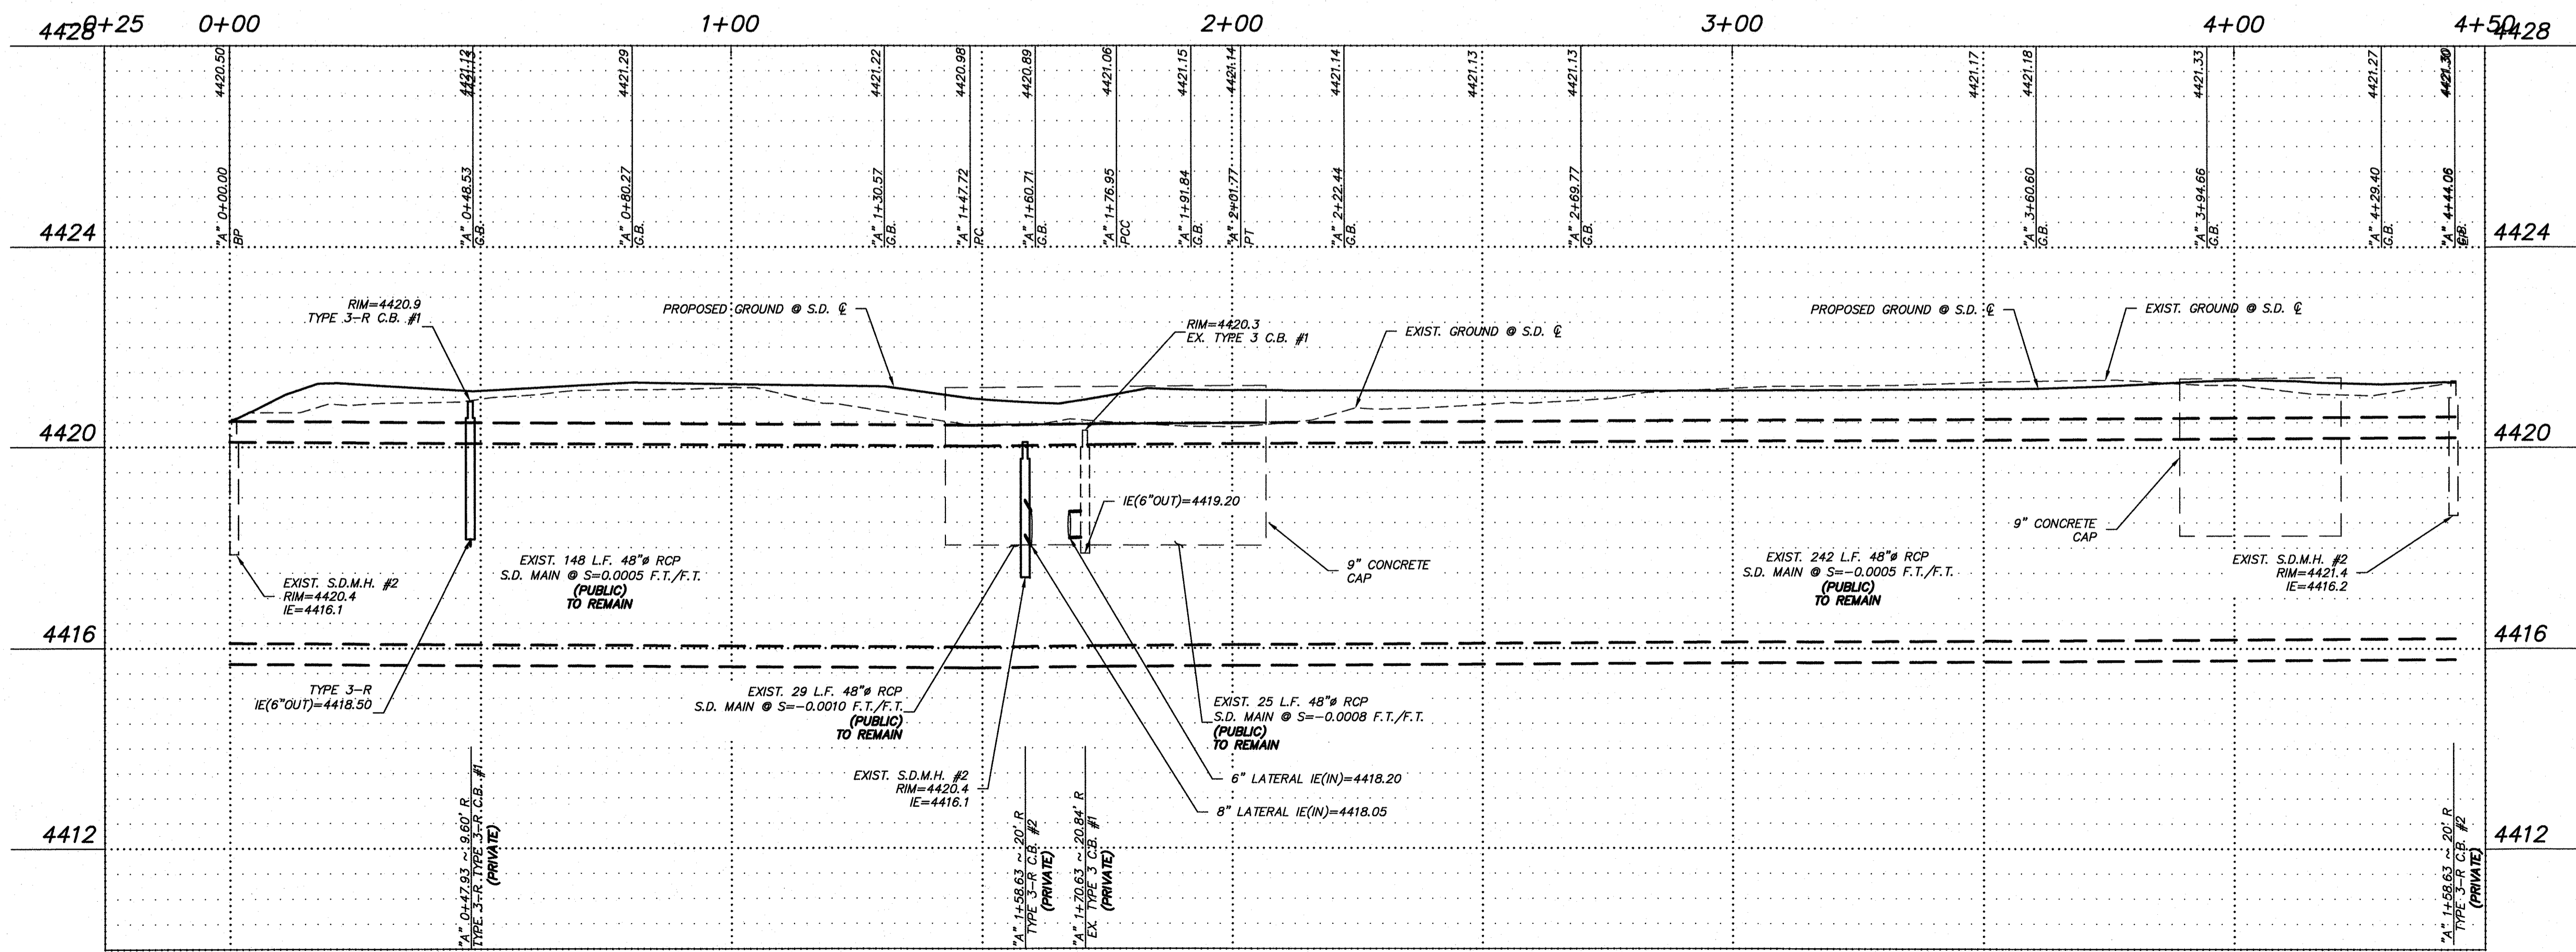 -0+25 0+00 1+00 2+00 3+00 4+00 4+50
4428 4428
4420.50
4421.12
4421.13
4421.29
4421.22
4420.98
4420.89
4421.06
4421.15
4421.14
4421.14
4421.14
4421.13
4421.13
4421.17
4421.18
4421.33
4421.27
4421.30
"A" 0+00.00
BP
"A" 0+48.53
G.B.
"A" 0+80.27
G.B.
"A" 1+30.57
G.B.
"A" 1+47.72
P.C.
"A" 1+60.71
G.B.
"A" 1+76.95
PCC
"A" 1+91.84
G.B.
"A" 2+01.77
PT
"A" 2+22.44
G.B.
"A" 2+69.77
G.B.
"A" 3+60.60
G.B.
"A" 3+94.66
G.B.
"A" 4+29.40
G.B.
"A" 4+44.06
4424 4424
RIM=4420.9
TYPE 3-R C.B. #1
PROPOSED GROUND @ S.D. ℄
RIM=4420.3
EX. TYPE 3 C.B. #1
EXIST. GROUND @ S.D. ℄
PROPOSED GROUND @ S.D. ℄
EXIST. GROUND @ S.D. ℄
4420 4420
IE(6"OUT)=4419.20
9" CONCRETE
CAP
9" CONCRETE
CAP
EXIST. S.D.M.H. #2
RIM=4420.4
IE=4416.1
EXIST. 148 L.F. 48"ø RCP
S.D. MAIN @ S=0.0005 F.T./F.T.
(PUBLIC)
TO REMAIN
EXIST. 242 L.F. 48"ø RCP
S.D. MAIN @ S=-0.0005 F.T./F.T.
(PUBLIC)
TO REMAIN
EXIST. S.D.M.H. #2
RIM=4421.4
IE=4416.2
4416 4416
TYPE 3-R
IE(6"OUT)=4418.50
EXIST. 29 L.F. 48"ø RCP
S.D. MAIN @ S=-0.0010 F.T./F.T.
(PUBLIC)
TO REMAIN
EXIST. 25 L.F. 48"ø RCP
S.D. MAIN @ S=-0.0008 F.T./F.T.
(PUBLIC)
TO REMAIN
EXIST. S.D.M.H. #2
RIM=4420.4
IE=4416.1
6" LATERAL IE(IN)=4418.20
8" LATERAL IE(IN)=4418.05
4412 4412
"A" 0+47.93 ~ 9.60' R
TYPE 3-R TYPE 3-R C.B. #1
(PRIVATE)
"A" 1+58.63 ~ 20' R
TYPE 3-R C.B. #2
(PRIVATE)
"A" 1+70.63 ~ 20.84' R
EX. TYPE 3 C.B. #1
(PRIVATE)
"A" 1+58.63 ~ 20' R
TYPE 3-R C.B. #2
(PRIVATE)